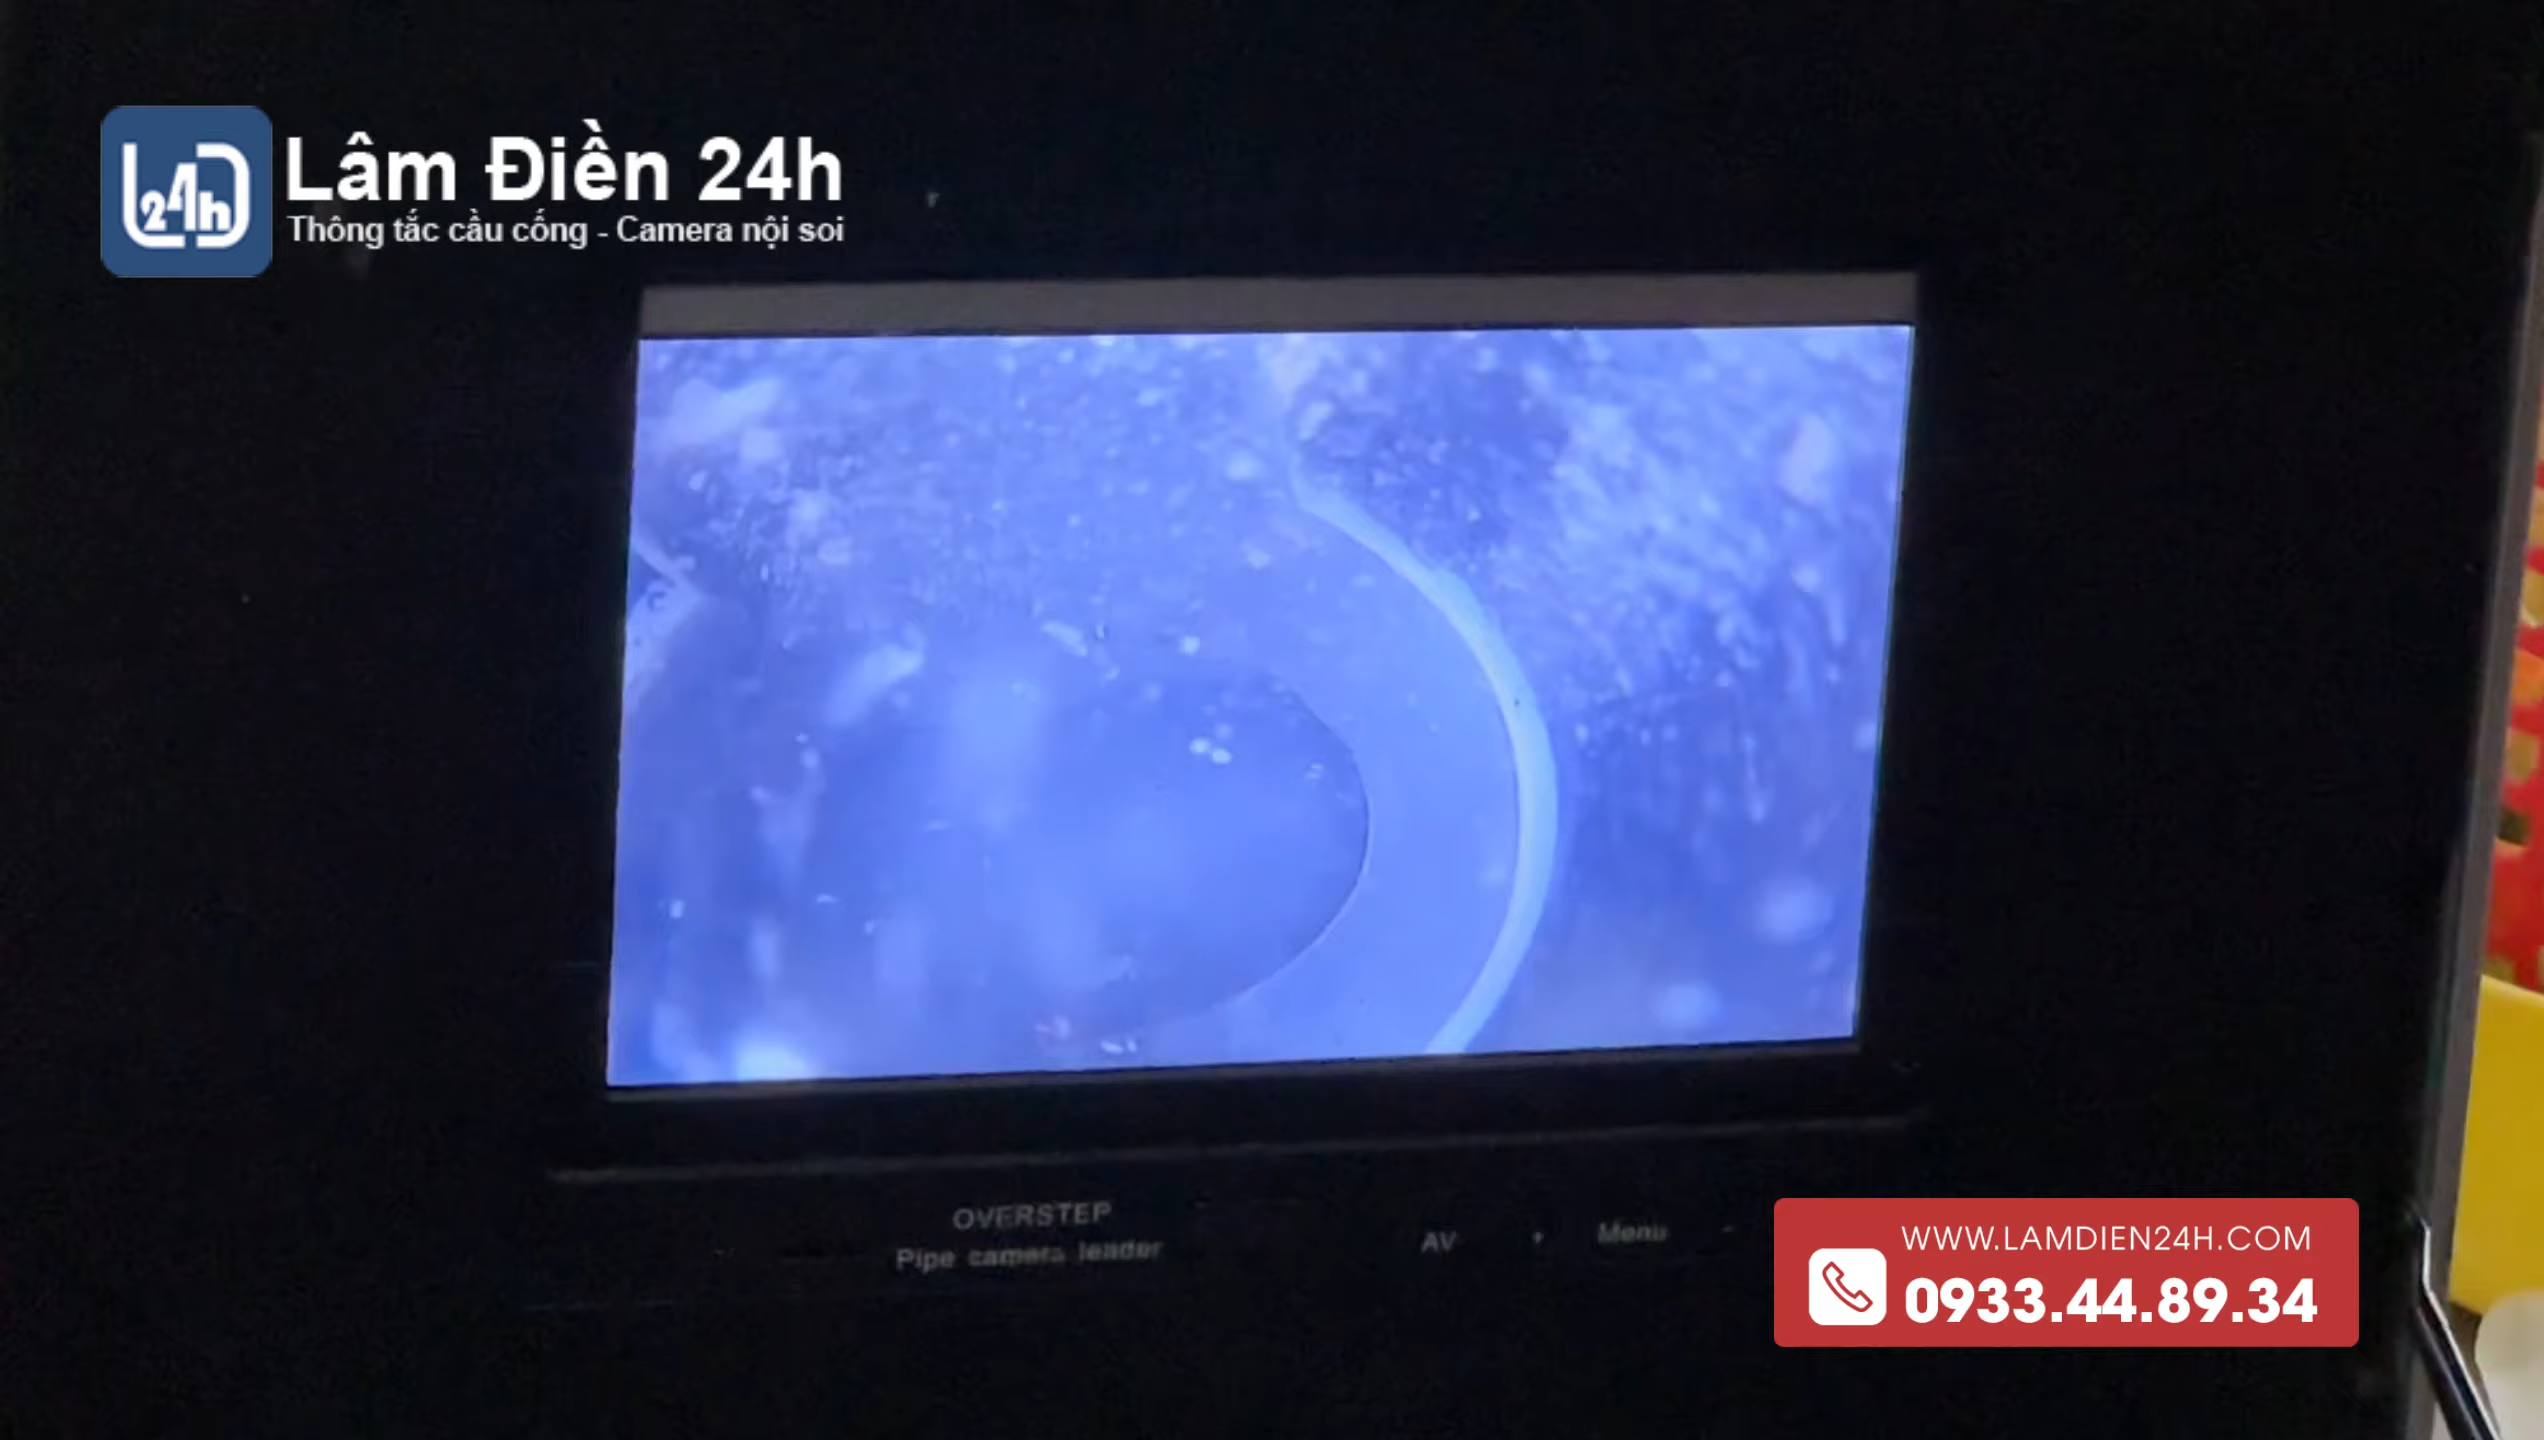 24h
Lâm Điền 24h
Thông tắc cầu cống - Camera nội soi
OVERSTEP
Pipe camera leader
AV + Menu -
WWW.LAMDIEN24H.COM
0933.44.89.34